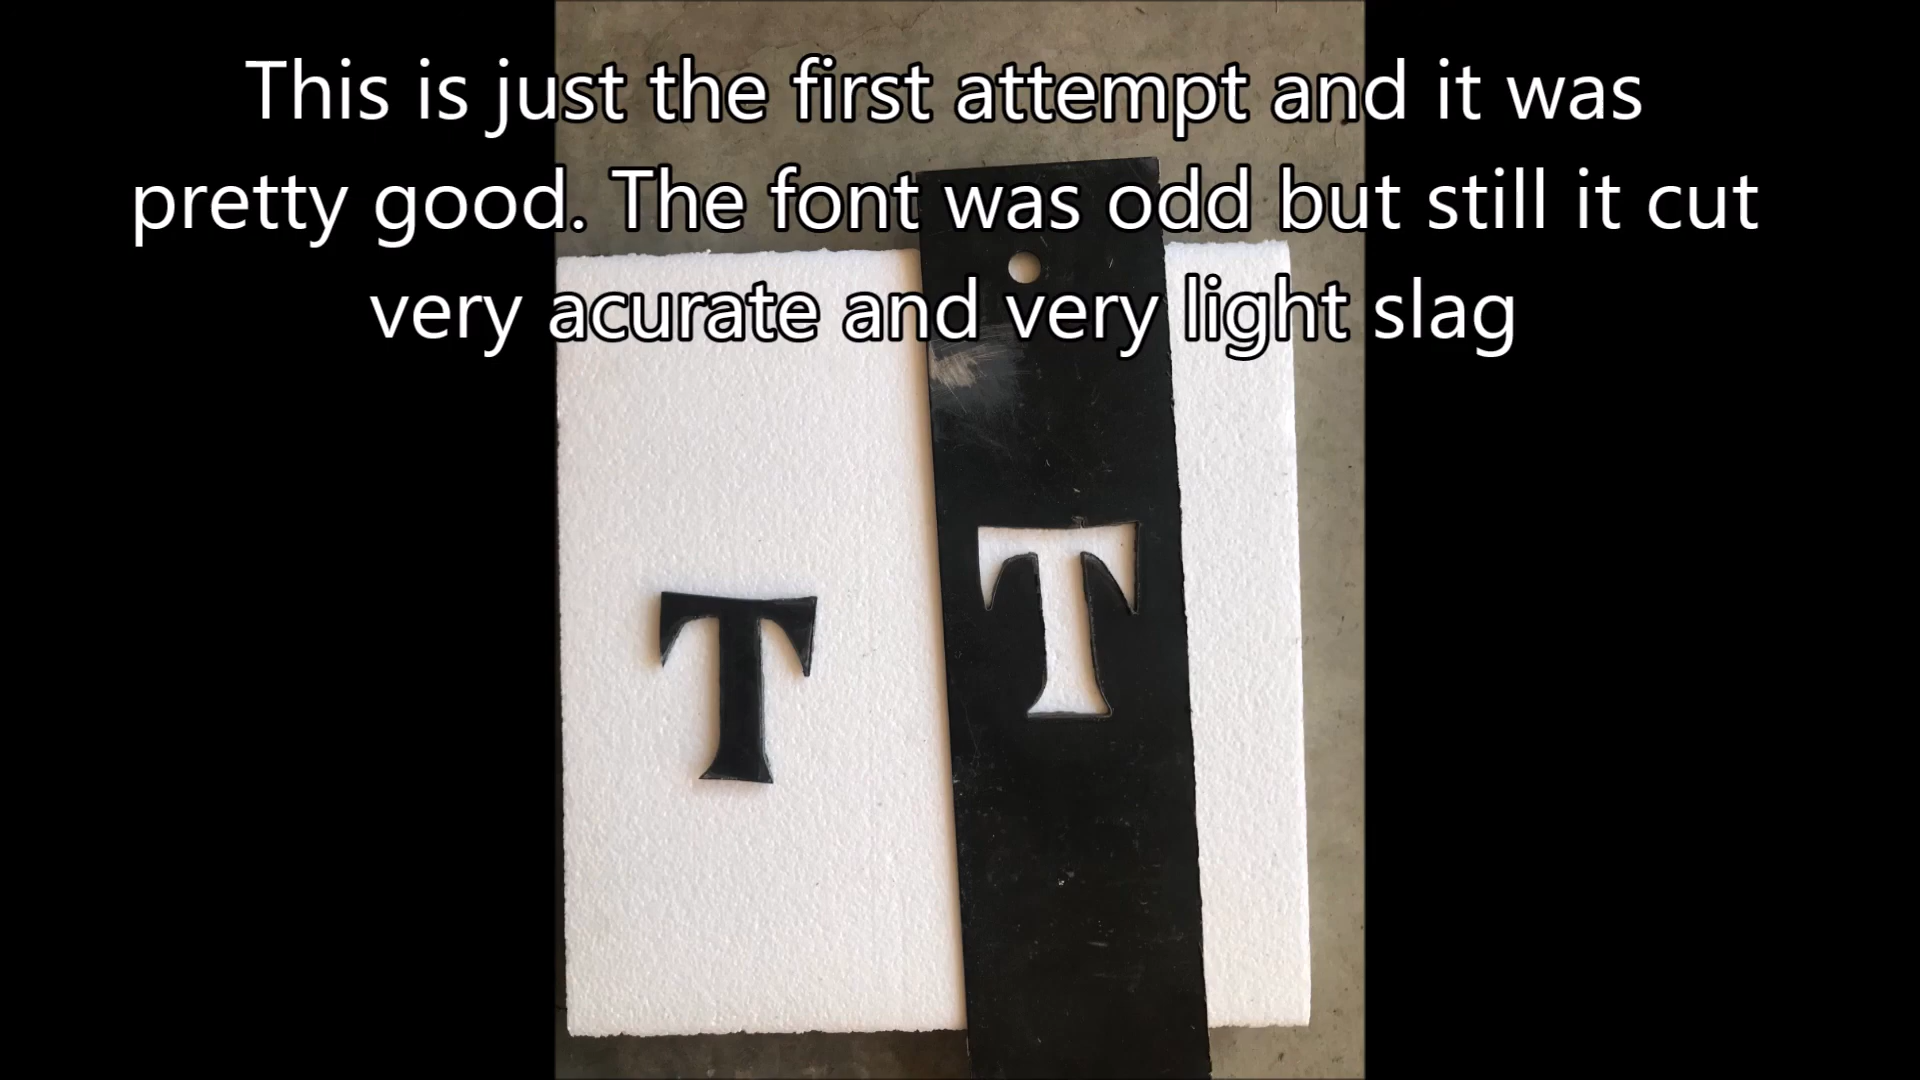 This is just the first attempt and it was
pretty good. The font was odd but still it cut
very acurate and very light slag
T
T